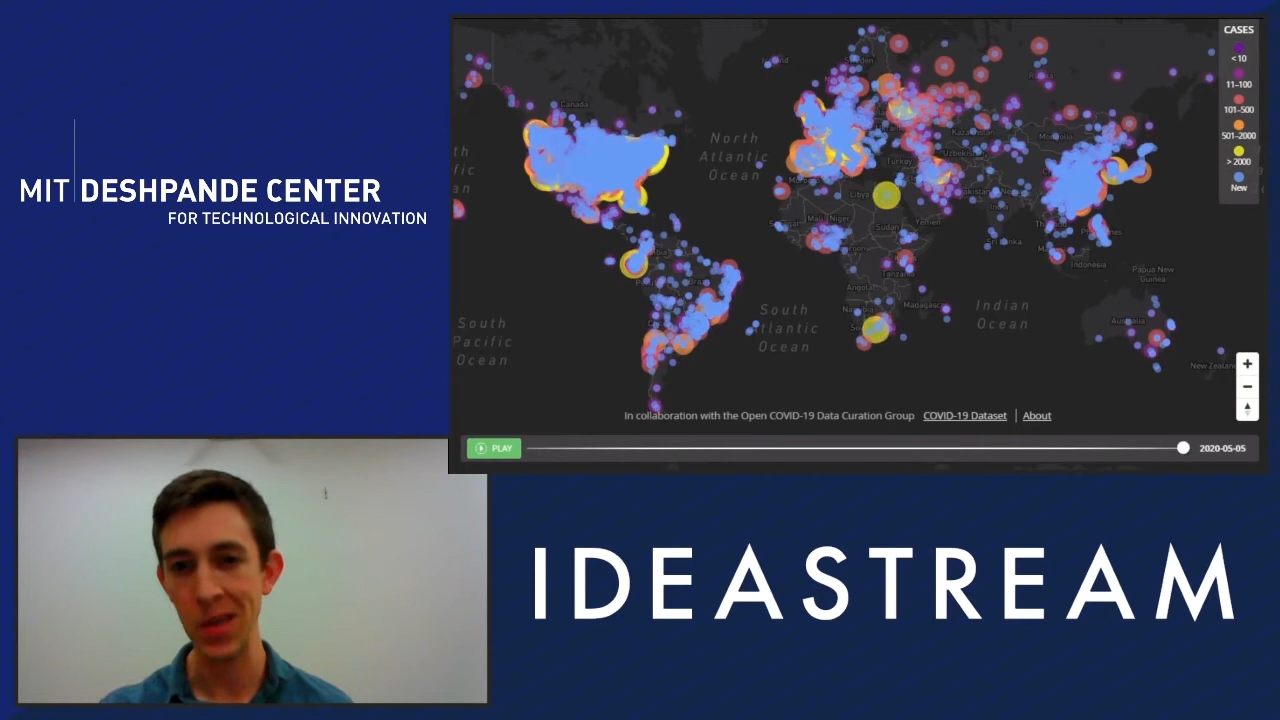 MIT DESHPANDE CENTER
FOR TECHNOLOGICAL INNOVATION
CASES
<10
11-100
101-500
501-2000
>2000
New
Canada
North
Atlantic
Ocean
Kazakhstan
Mongolia
Uzbekistan
Turkey
Libya
Mali
Niger
Sudan
Yemen
Sri Lanka
Indonesia
Papua New
Guinea
Tanzania
Angola
Madagascar
South
Pacific
Ocean
South
Atlantic
Ocean
Indian
Ocean
Australia
New Zealand
+
−
In collaboration with the Open COVID-19 Data Curation Group COVID-19 Dataset | About
PLAY
2020-05-05
IDEASTREAM